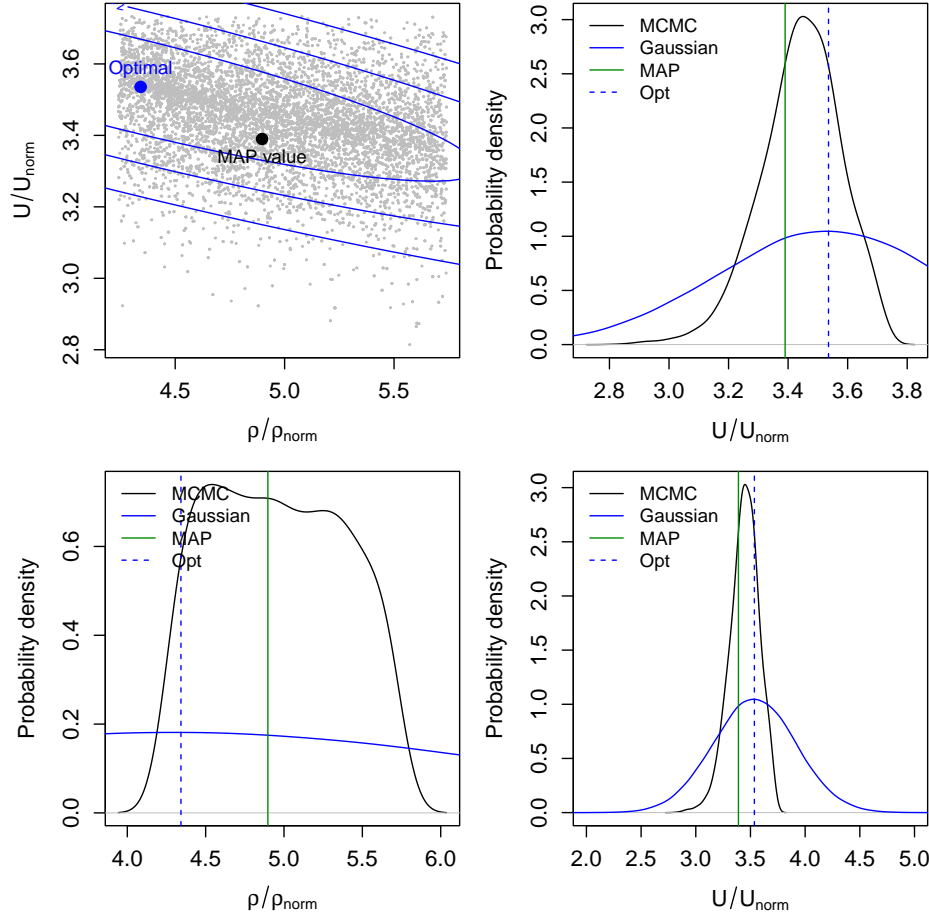 Optimal
MAP value
2.8 3.0 3.2 3.4 3.6
U/U_norm
4.5 5.0 5.5
ρ/ρ_norm
MCMC
Gaussian
MAP
Opt
0.0 0.5 1.0 1.5 2.0 2.5 3.0
Probability density
2.8 3.0 3.2 3.4 3.6 3.8
U/U_norm
MCMC
Gaussian
MAP
Opt
0.0 0.2 0.4 0.6
Probability density
4.0 4.5 5.0 5.5 6.0
ρ/ρ_norm
MCMC
Gaussian
MAP
Opt
0.0 0.5 1.0 1.5 2.0 2.5 3.0
Probability density
2.0 2.5 3.0 3.5 4.0 4.5 5.0
U/U_norm